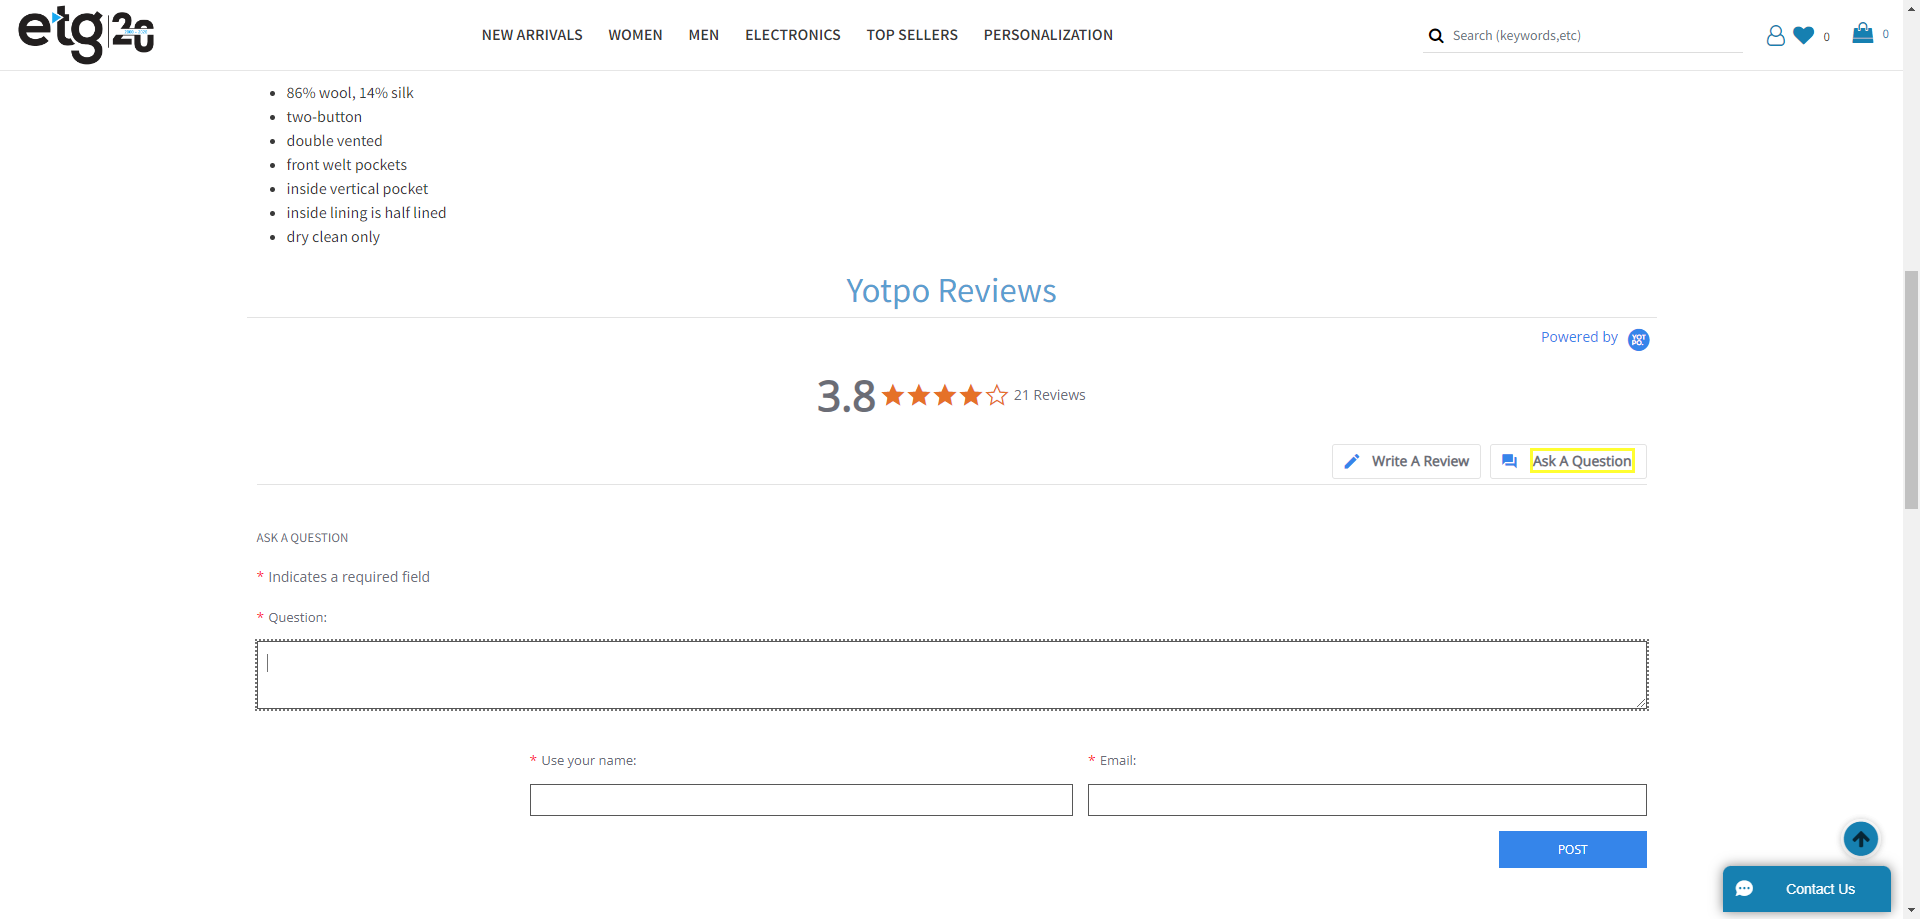 etg 20
NEW ARRIVALS WOMEN MEN ELECTRONICS TOP SELLERS PERSONALIZATION
Search (keywords,etc)
0
0
86% wool, 14% silk
two-button
double vented
front welt pockets
inside vertical pocket
inside lining is half lined
dry clean only
Yotpo Reviews
Powered by YOTPO.
3.8 21 Reviews
Write A Review Ask A Question
ASK A QUESTION
* Indicates a required field
* Question:
* Use your name: * Email:
POST
Contact Us